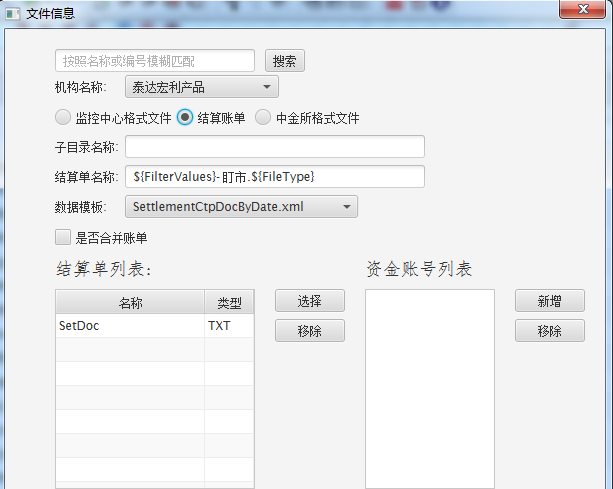 文件信息
按照名称或编号模糊匹配 搜索
机构名称: 泰达宏利产品
监控中心格式文件 结算账单 中金所格式文件
子目录名称:
结算单名称: ${FilterValues}-盯市.${FileType}
数据模板: SettlementCtpDocByDate.xml
是否合并账单
结算单列表: 资金账号列表
名称 类型 选择 新增
SetDoc TXT 移除 移除